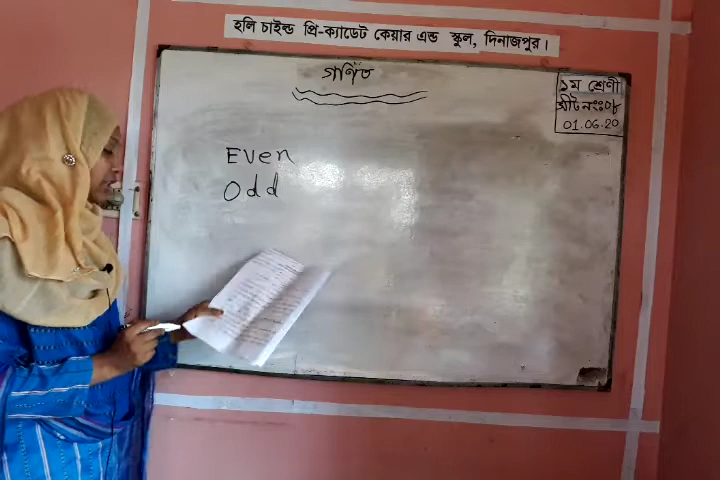 হলি চাইল্ড প্রি-ক্যাডেট কেয়ার এন্ড স্কুল, দিনাজপুর।
গণিত
১ম শ্রেণী
শীট নংঃ০৮
01.06.20
Even
Odd